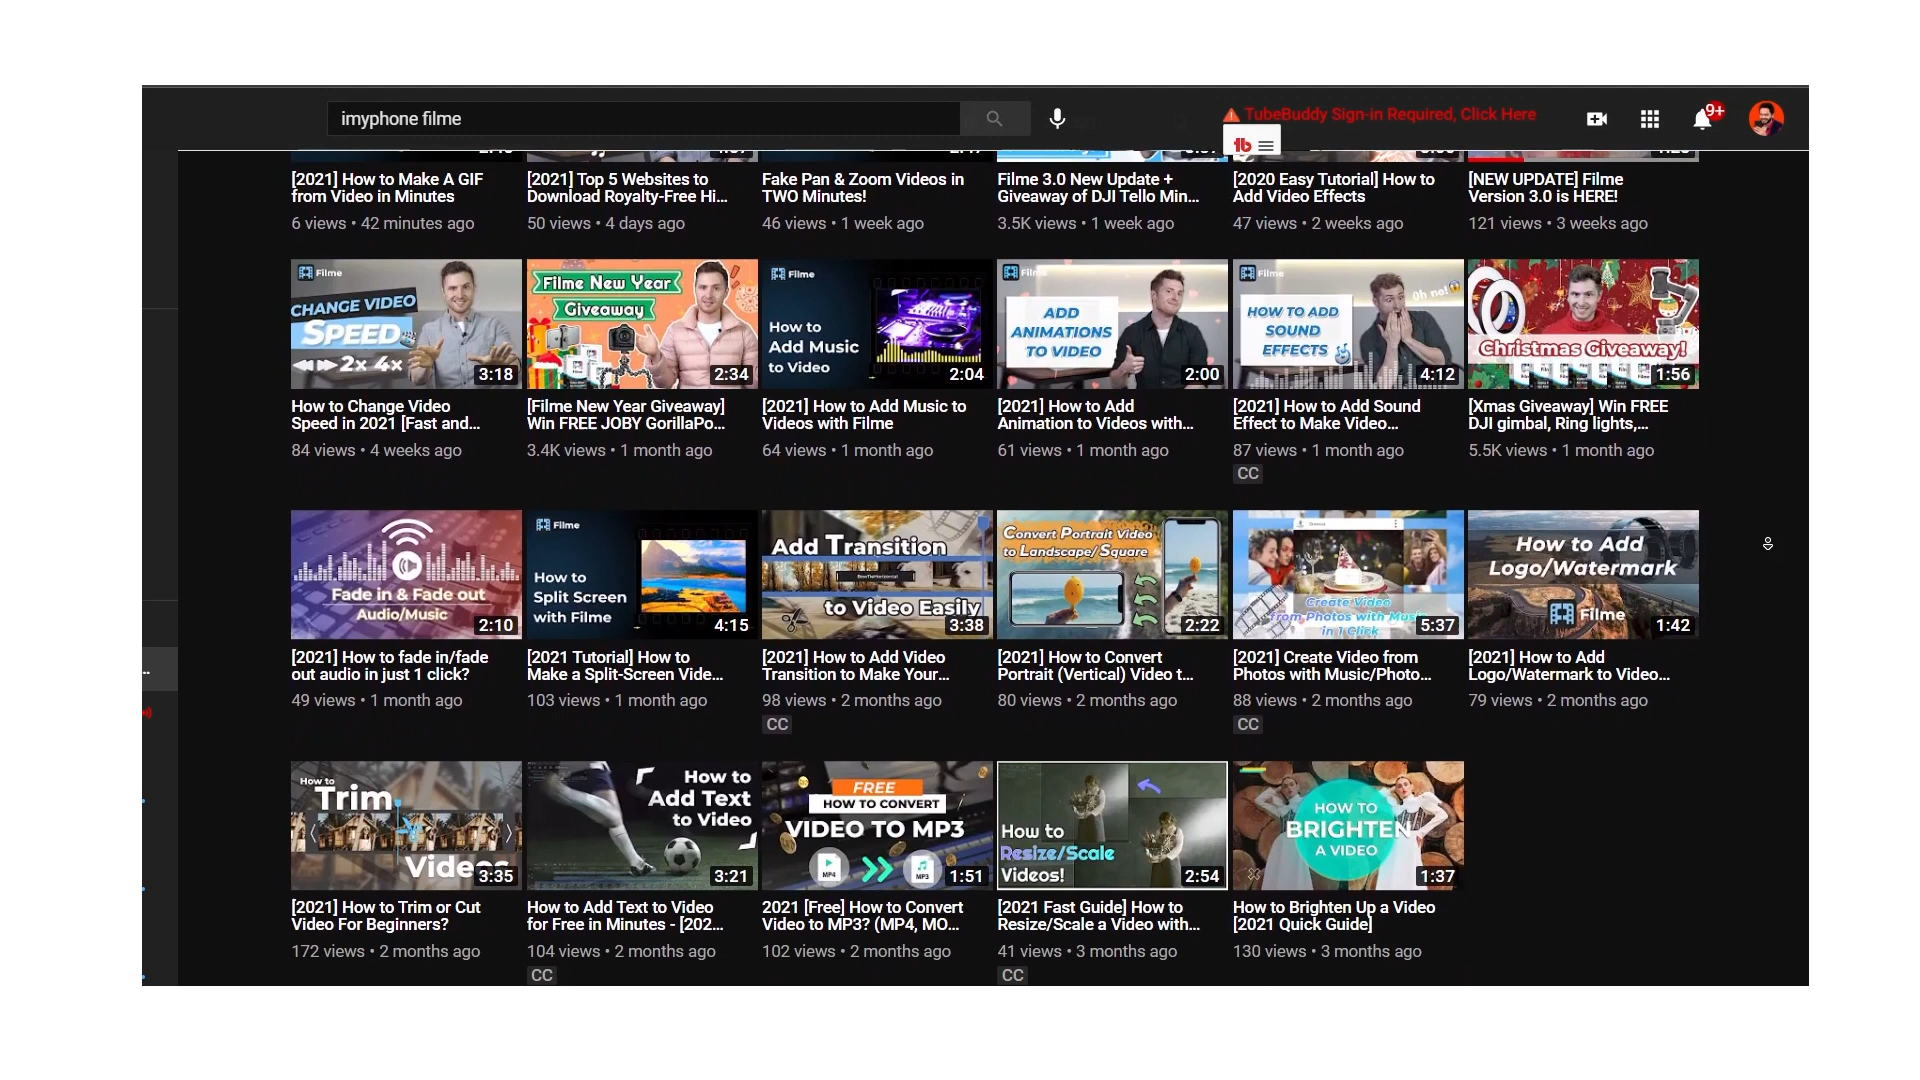 imyphone filme
TubeBuddy Sign-in Required, Click Here
9+
[2021] How to Make A GIF
from Video in Minutes
6 views • 42 minutes ago
[2021] Top 5 Websites to
Download Royalty-Free Hi...
50 views • 4 days ago
Fake Pan & Zoom Videos in
TWO Minutes!
46 views • 1 week ago
Filme 3.0 New Update +
Giveaway of DJI Tello Min...
3.5K views • 1 week ago
[2020 Easy Tutorial] How to
Add Video Effects
47 views • 2 weeks ago
[NEW UPDATE] Filme
Version 3.0 is HERE!
121 views • 3 weeks ago
Filme
CHANGE VIDEO
SPEED
2x 4x
3:18
How to Change Video
Speed in 2021 [Fast and...
84 views • 4 weeks ago
Filme New Year
Giveaway
2:34
[Filme New Year Giveaway]
Win FREE JOBY GorillaPo...
3.4K views • 1 month ago
Filme
How to
Add Music
to Video
2:04
[2021] How to Add Music to
Videos with Filme
64 views • 1 month ago
Filme
ADD
ANIMATIONS
TO VIDEO
2:00
[2021] How to Add
Animation to Videos with...
61 views • 1 month ago
Filme
Oh no!
HOW TO ADD
SOUND
EFFECTS
4:12
[2021] How to Add Sound
Effect to Make Video...
87 views • 1 month ago
CC
Christmas Giveaway!
1:56
[Xmas Giveaway] Win FREE
DJI gimbal, Ring lights,...
5.5K views • 1 month ago
Fade in & Fade out
Audio/Music
2:10
[2021] How to fade in/fade
out audio in just 1 click?
49 views • 1 month ago
Filme
How to
Split Screen
with Filme
4:15
[2021 Tutorial] How to
Make a Split-Screen Vide...
103 views • 1 month ago
Add Transition
to Video Easily
3:38
[2021] How to Add Video
Transition to Make Your...
98 views • 2 months ago
CC
Convert Portrait Video
to Landscape/ Square
2:22
[2021] How to Convert
Portrait (Vertical) Video t...
80 views • 2 months ago
Create Video
from Photos with Music
in 1 Click
5:37
[2021] Create Video from
Photos with Music/Photo...
88 views • 2 months ago
CC
How to Add
Logo/Watermark
Filme
1:42
[2021] How to Add
Logo/Watermark to Video...
79 views • 2 months ago
How to
Trim
Videos
3:35
[2021] How to Trim or Cut
Video For Beginners?
172 views • 2 months ago
How to
Add Text
to Video
3:21
How to Add Text to Video
for Free in Minutes - [202...
104 views • 2 months ago
CC
FREE
HOW TO CONVERT
VIDEO TO MP3
MP4
MP3
1:51
2021 [Free] How to Convert
Video to MP3? (MP4, MO...
102 views • 2 months ago
How to
Resize/Scale
Videos!
2:54
[2021 Fast Guide] How to
Resize/Scale a Video with...
41 views • 3 months ago
CC
HOW TO
BRIGHTEN
A VIDEO
1:37
How to Brighten Up a Video
[2021 Quick Guide]
130 views • 3 months ago